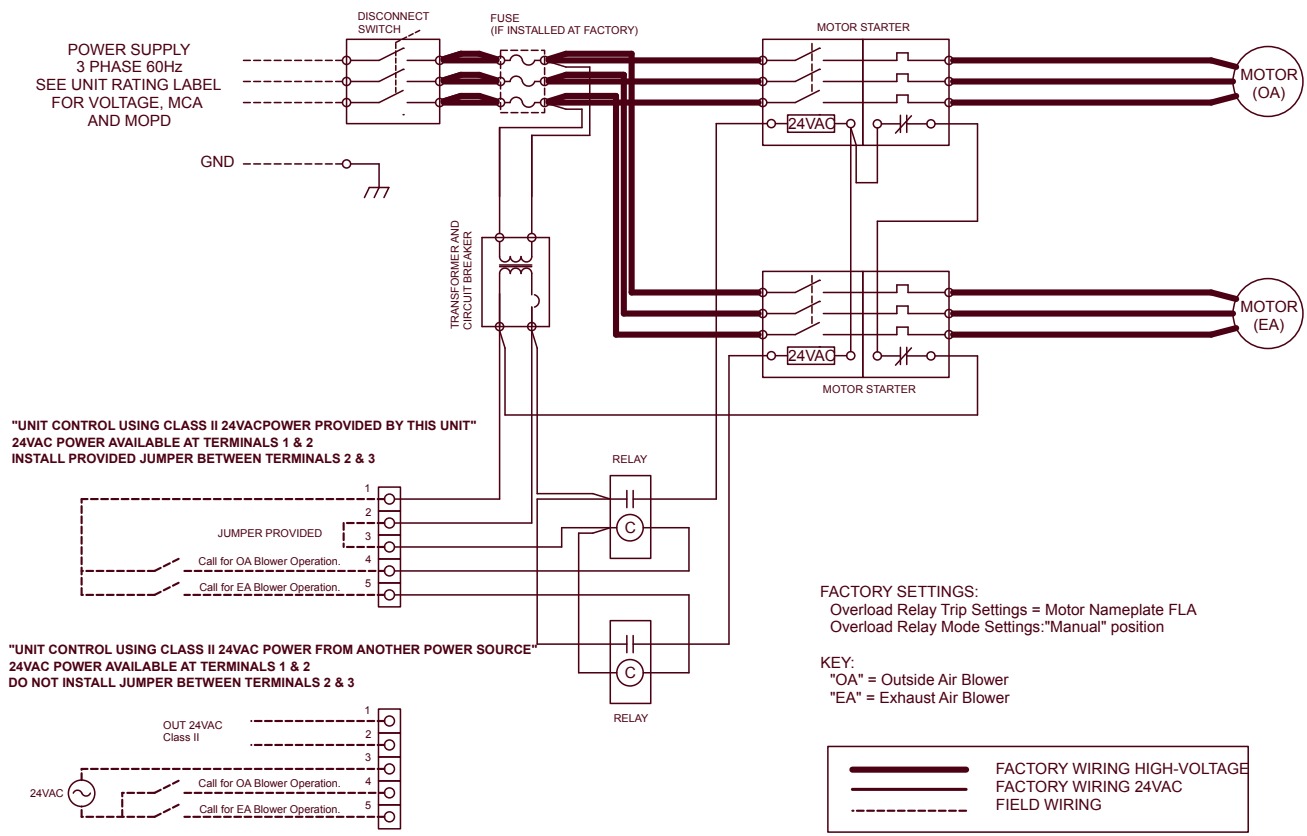 DISCONNECT
SWITCH
FUSE
(IF INSTALLED AT FACTORY)
MOTOR STARTER
POWER SUPPLY
3 PHASE 60Hz
SEE UNIT RATING LABEL
FOR VOLTAGE, MCA
AND MOPD
MOTOR
(OA)
24VAC
GND
TRANSFORMER AND
CIRCUIT BREAKER
MOTOR
(EA)
24VAC
MOTOR STARTER
"UNIT CONTROL USING CLASS II 24VACPOWER PROVIDED BY THIS UNIT"
24VAC POWER AVAILABLE AT TERMINALS 1 & 2
INSTALL PROVIDED JUMPER BETWEEN TERMINALS 2 & 3
RELAY
1
2
JUMPER PROVIDED
3
C
Call for OA Blower Operation.
4
Call for EA Blower Operation.
5
FACTORY SETTINGS:
Overload Relay Trip Settings = Motor Nameplate FLA
Overload Relay Mode Settings:"Manual" position
"UNIT CONTROL USING CLASS II 24VAC POWER FROM ANOTHER POWER SOURCE"
24VAC POWER AVAILABLE AT TERMINALS 1 & 2
DO NOT INSTALL JUMPER BETWEEN TERMINALS 2 & 3
C
RELAY
KEY:
"OA" = Outside Air Blower
"EA" = Exhaust Air Blower
1
OUT 24VAC
Class II
2
3
24VAC
Call for OA Blower Operation.
4
Call for EA Blower Operation.
5
FACTORY WIRING HIGH-VOLTAGE
FACTORY WIRING 24VAC
FIELD WIRING